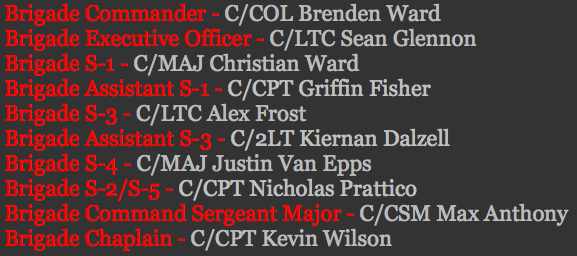 Brigade Commander - C/COL Brenden Ward
Brigade Executive Officer - C/LTC Sean Glennon
Brigade S-1 - C/MAJ Christian Ward
Brigade Assistant S-1 - C/CPT Griffin Fisher
Brigade S-3 - C/LTC Alex Frost
Brigade Assistant S-3 - C/2LT Kiernan Dalzell
Brigade S-4 - C/MAJ Justin Van Epps
Brigade S-2/S-5 - C/CPT Nicholas Prattico
Brigade Command Sergeant Major - C/CSM Max Anthony
Brigade Chaplain - C/CPT Kevin Wilson